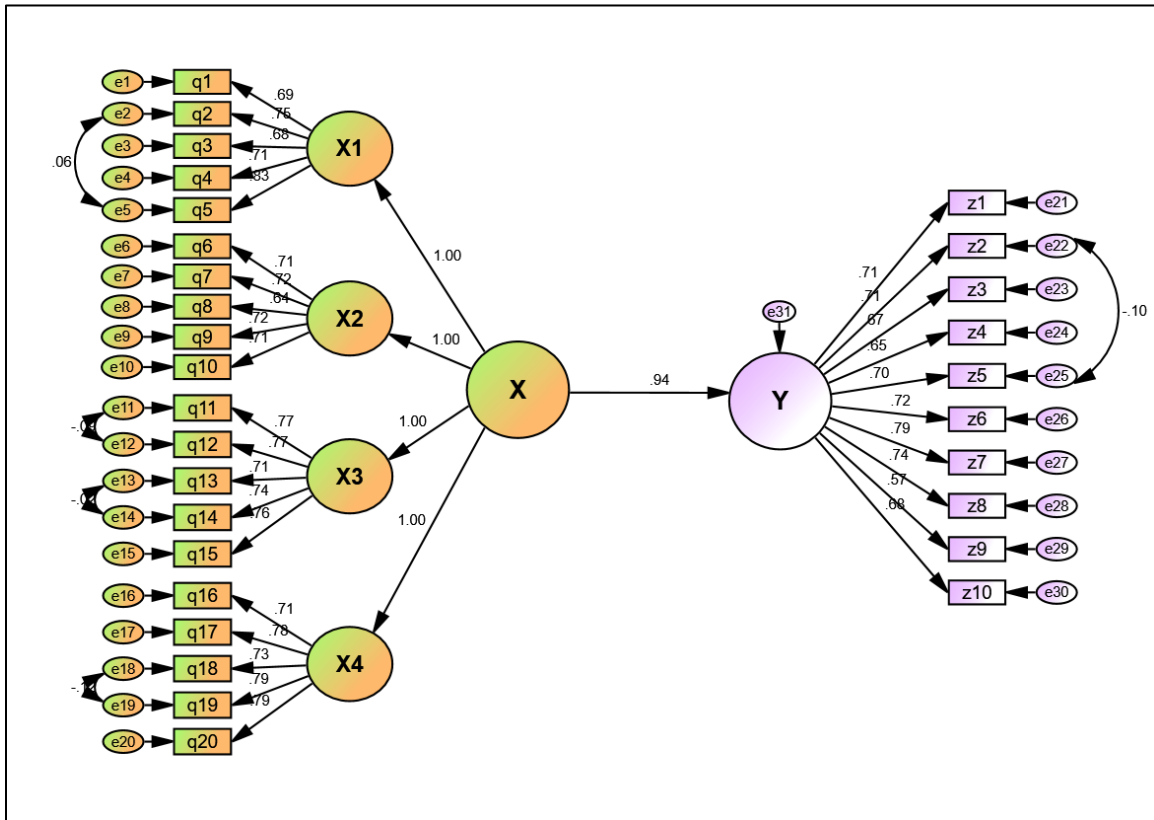 e1 q1
.69
e2 q2
.75
e3 q3
.68
X1
.06
e4 q4
.71
e5 q5
.83
e6 q6
.71
e7 q7
.72
e8 q8
.64
X2
e9 q9
.72
e10 q10
.71
e11 q11
.77
e12 q12
.77
e13 q13
.71
X3
e14 q14
.74
e15 q15
.76
e16 q16
.71
e17 q17
.78
e18 q18
.73
X4
e19 q19
.79
e20 q20
.79
1.00
1.00
1.00
1.00
X
.94
e31
Y
.71
.71
.67
.65
.70
.72
.79
.74
.57
.68
z1 e21
z2 e22
z3 e23
-.10
z4 e24
z5 e25
z6 e26
z7 e27
z8 e28
z9 e29
z10 e30